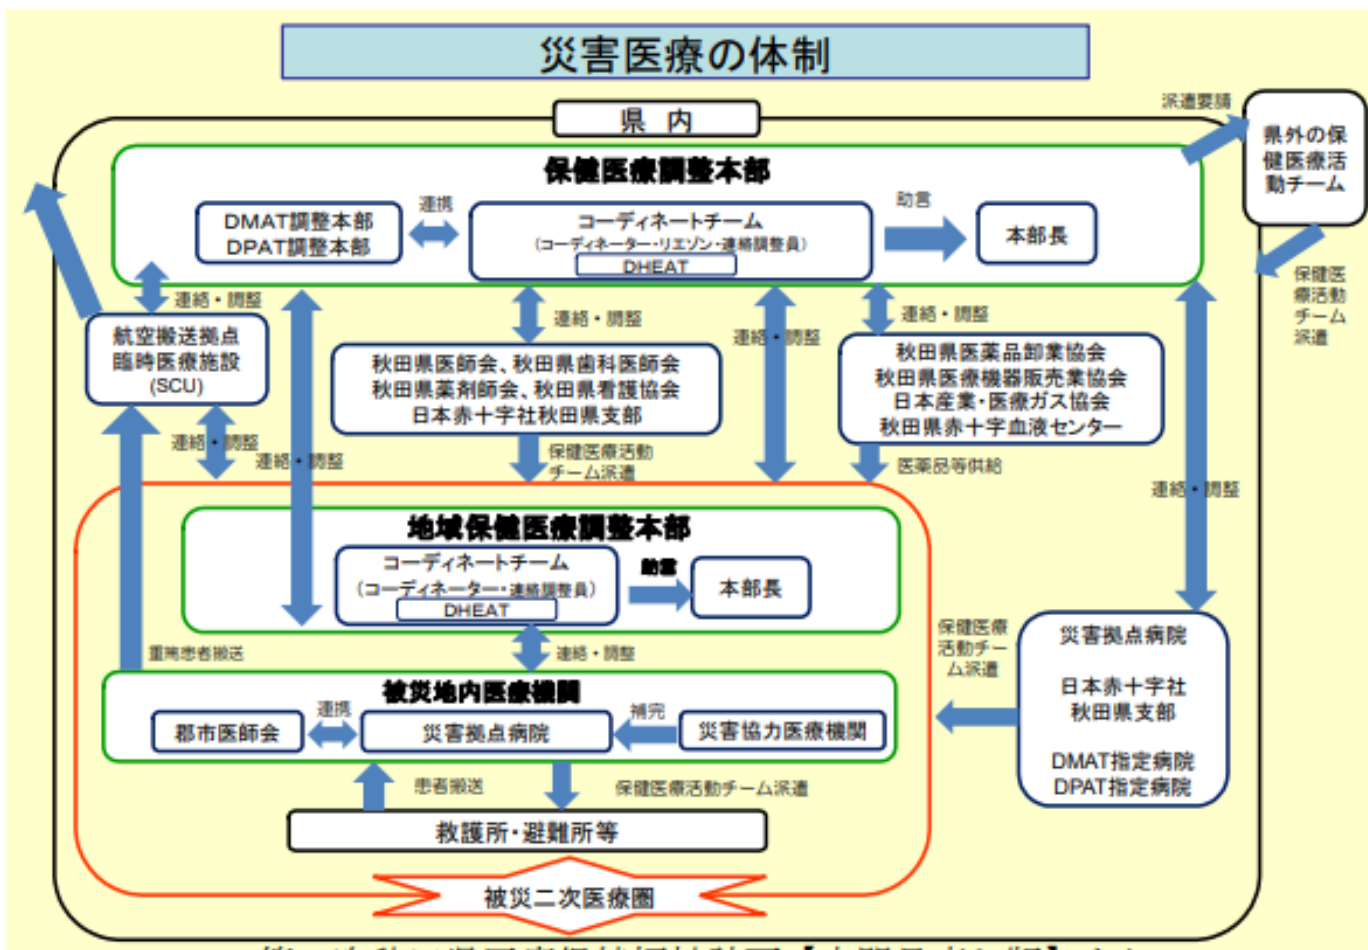 災害医療の体制
県 内
派遣要請
県外の保
健医療活
動チーム
保健医療調整本部
DMAT調整本部
DPAT調整本部
連携
コーディネートチーム
(コーディネーター・リエゾン・連絡調整員)
DHEAT
助言
本部長
保健医
療活動
チーム
派遣
連絡・調整
連絡・調整
連絡・調整
連絡・調整
航空搬送拠点
臨時医療施設
(SCU)
秋田県医師会、秋田県歯科医師会
秋田県薬剤師会、秋田県看護協会
日本赤十字社秋田県支部
秋田県医薬品卸業協会
秋田県医療機器販売業協会
日本産業・医療ガス協会
秋田県赤十字血液センター
連絡・調整
連絡・調整
保健医療活動
チーム派遣
医薬品等供給
連絡・調整
地域保健医療調整本部
コーディネートチーム
(コーディネーター・連絡調整員)
DHEAT
助言
本部長
重篤患者搬送
連絡・調整
保健医療
活動チー
ム派遣
災害拠点病院
日本赤十字社
秋田県支部
DMAT指定病院
DPAT指定病院
被災地内医療機関
郡市医師会
連携
災害拠点病院
補完
災害協力医療機関
患者搬送
保健医療活動チーム派遣
救護所・避難所等
被災二次医療圏